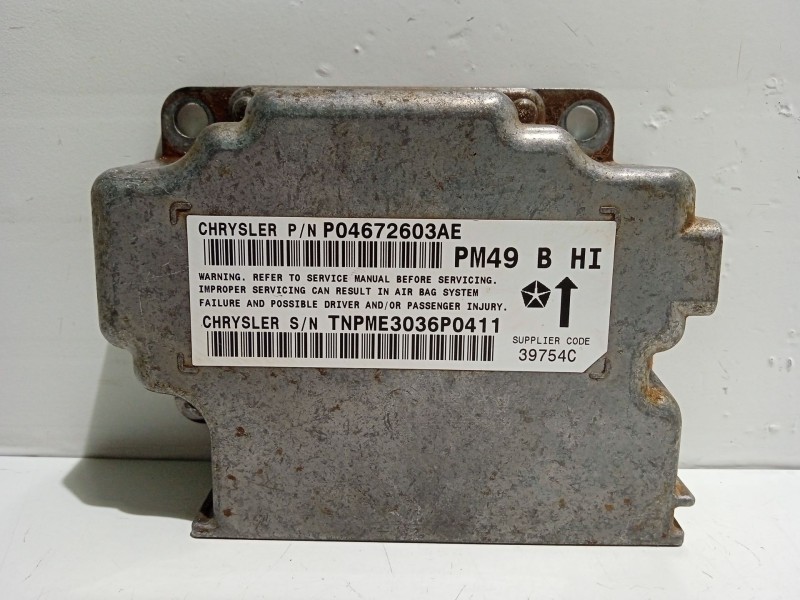 CHRYSLER P/N P04672603AE
PM49 B HI
WARNING. REFER TO SERVICE MANUAL BEFORE SERVICING.
IMPROPER SERVICING CAN RESULT IN AIR BAG SYSTEM
FAILURE AND POSSIBLE DRIVER AND/OR PASSENGER INJURY.
CHRYSLER S/N TNPME3036P0411
SUPPLIER CODE
39754C